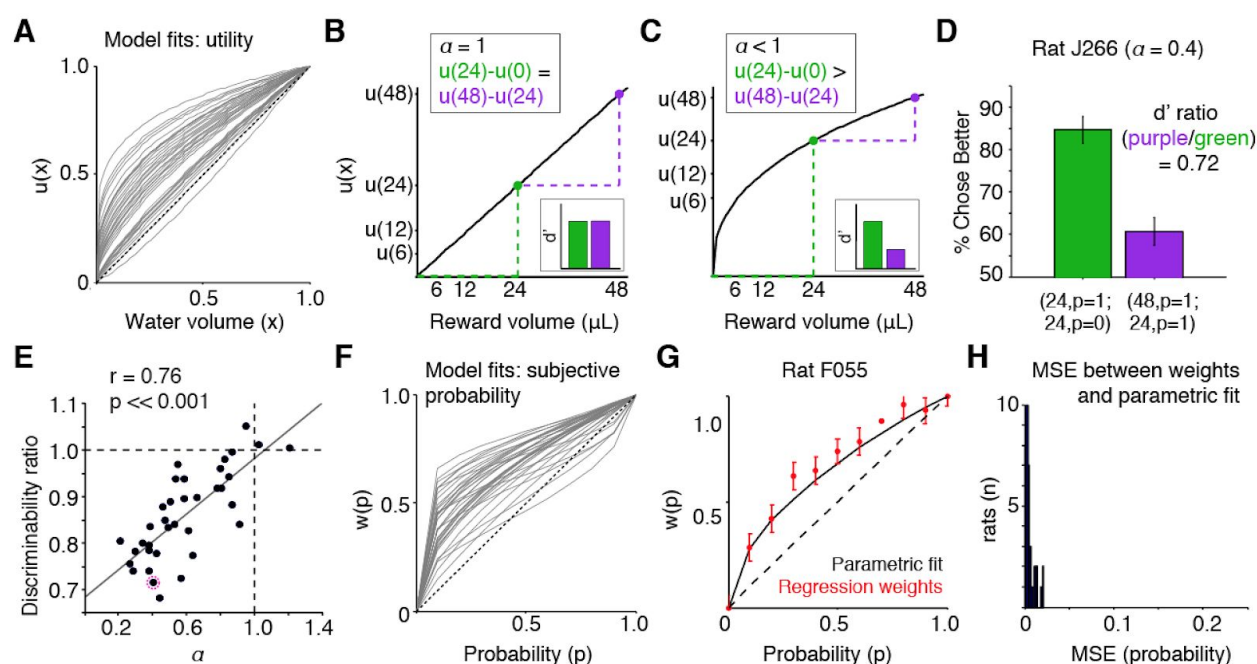 A
Model fits: utility
1.0
0.5
0
u(x)
0.5
1.0
Water volume (x)
B
α = 1
u(24)-u(0) =
u(48)-u(24)
u(48)
u(24)
u(12)
u(6)
u(x)
d'
6 12 24 48
Reward volume (µL)
C
α < 1
u(24)-u(0) >
u(48)-u(24)
u(48)
u(24)
u(12)
u(6)
d'
6 12 24 48
Reward volume (µL)
D
Rat J266 (α = 0.4)
90
80
70
60
50
% Chose Better
d' ratio
(purple/green)
= 0.72
(24,p=1;
24,p=0)
(48,p=1;
24,p=1)
E
r = 0.76
p << 0.001
1.1
1.0
0.9
0.8
0.7
Discriminability ratio
0.2 0.6 1.0 1.4
α
F
Model fits: subjective
probability
1.0
0.5
0
w(p)
0.5 1.0
Probability (p)
G
Rat F055
1.0
0.5
w(p)
Parametric fit
Regression weights
0 0.5 1.0
Probability (p)
H
MSE between weights
and parametric fit
10
5
0
rats (n)
0 0.1 0.2
MSE (probability)